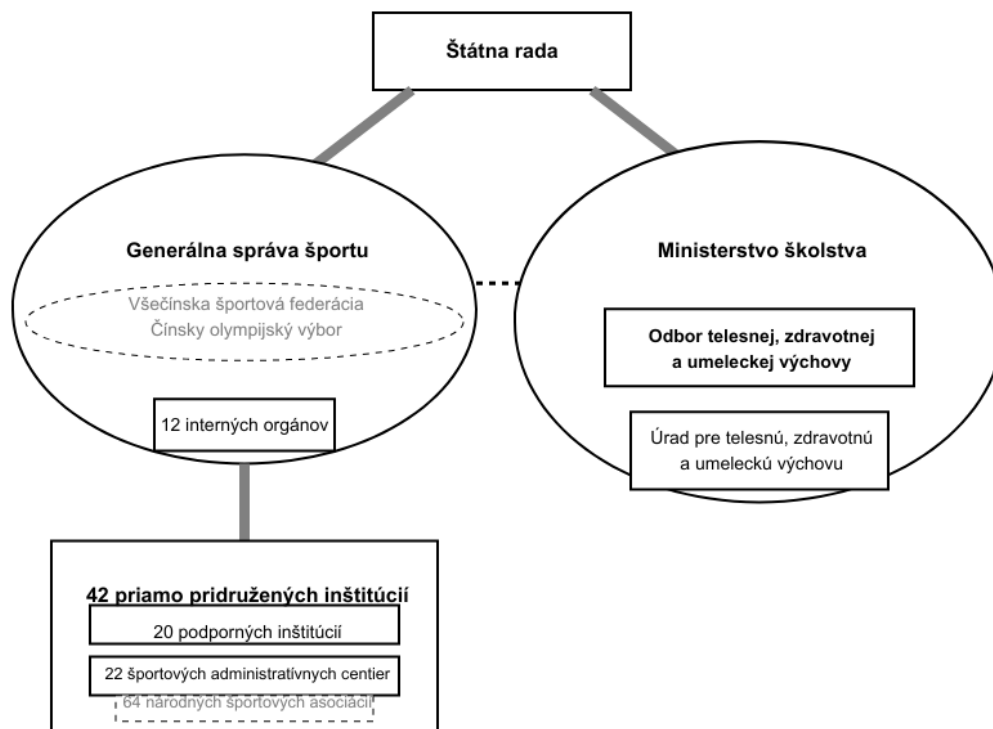 Štátna rada
Generálna správa športu
Všečínska športová federácia
Čínsky olympijský výbor
12 interných orgánov
Ministerstvo školstva
Odbor telesnej, zdravotnej
a umeleckej výchovy
Úrad pre telesnú, zdravotnú
a umeleckú výchovu
42 priamo pridružených inštitúcií
20 podporných inštitúcií
22 športových administratívnych centier
64 národných športových asociácií